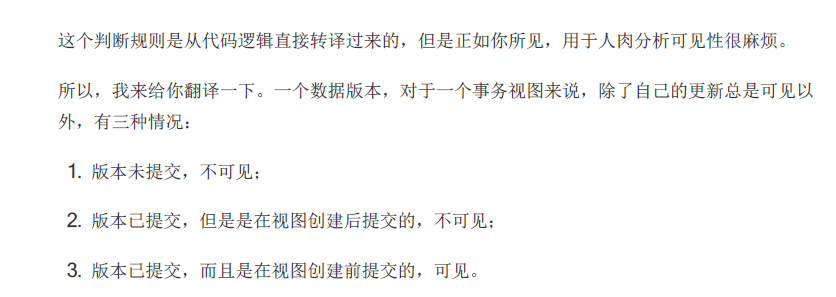 这个判断规则是从代码逻辑直接转译过来的，但是正如你所见，用于人肉分析可见性很麻烦。
所以，我来给你翻译一下。一个数据版本，对于一个事务视图来说，除了自己的更新总是可见以
外，有三种情况：
1. 版本未提交，不可见；
2. 版本已提交，但是是在视图创建后提交的，不可见；
3. 版本已提交，而且是在视图创建前提交的，可见。